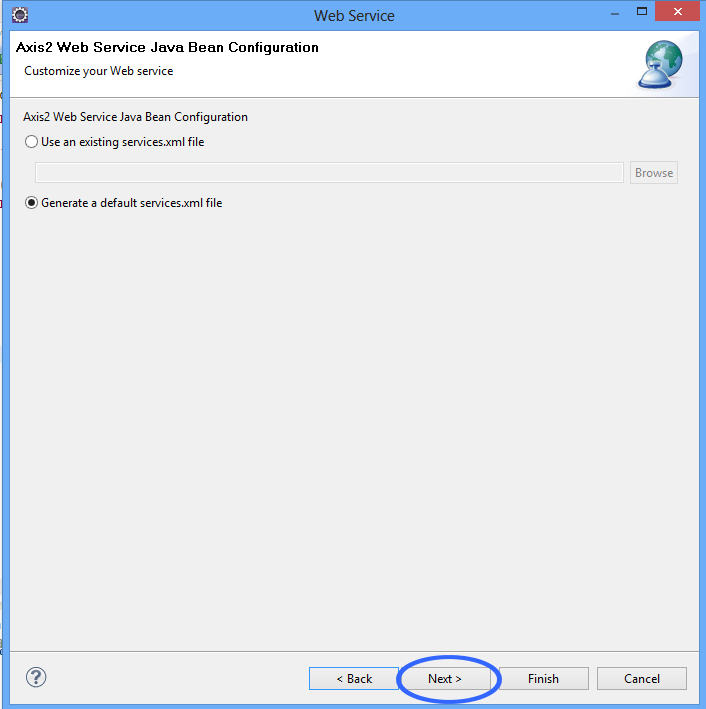 Web Service
Axis2 Web Service Java Bean Configuration
Customize your Web service
Axis2 Web Service Java Bean Configuration
Use an existing services.xml file
Browse
Generate a default services.xml file
? < Back Next > Finish Cancel